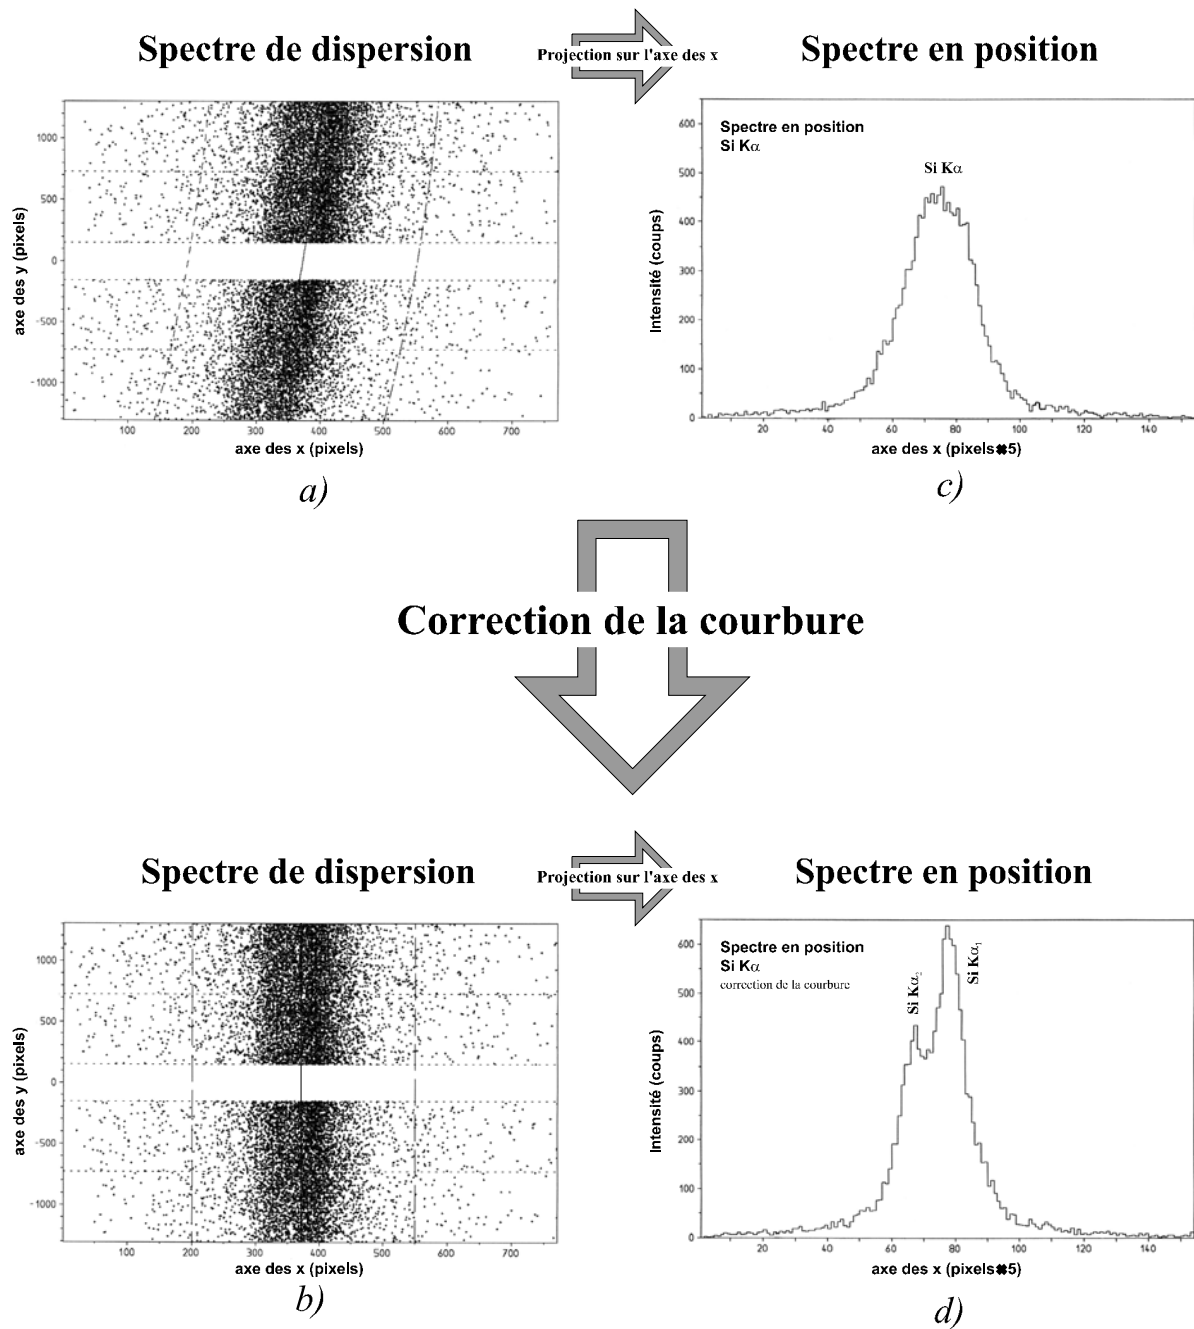 Spectre de dispersion
Projection sur l'axe des x
Spectre en position
axe des y (pixels)
1000
500
0
-500
-1000
100 200 300 400 500 600 700
axe des x (pixels)
a)
Spectre en position
Si Kα
Si Kα
Intensité (coups)
600
500
400
300
200
100
0
20 40 60 80 100 120 140
axe des x (pixels✖5)
c)
Correction de la courbure
Spectre de dispersion
Projection sur l'axe des x
Spectre en position
axe des y (pixels)
1000
500
0
-500
-1000
100 200 300 400 500 600 700
axe des x (pixels)
b)
Spectre en position
Si Kα
correction de la courbure
Si Kα₂
Si Kα₁
Intensité (coups)
600
500
400
300
200
100
0
20 40 60 80 100 120 140
axe des x (pixels✖5)
d)